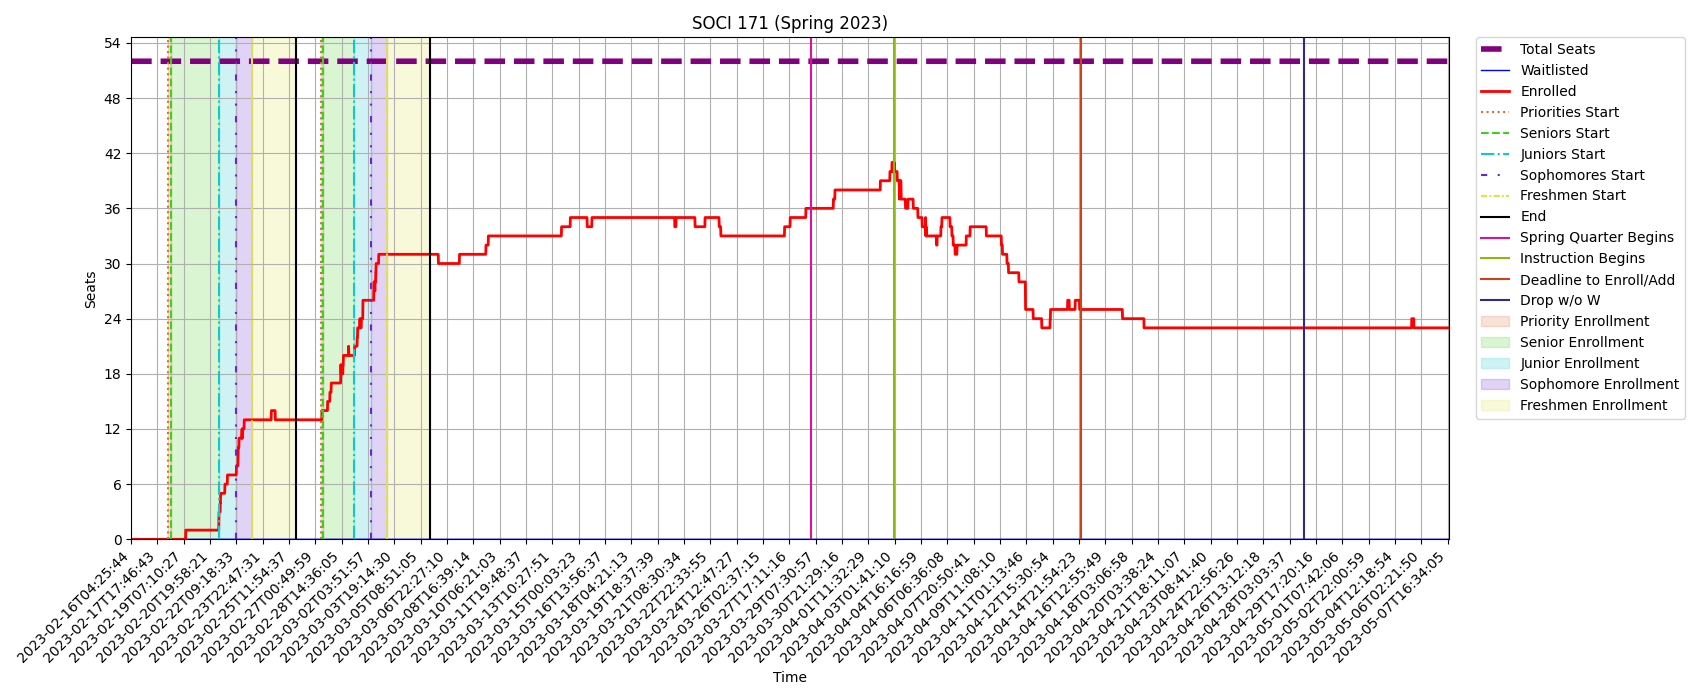 SOCI 171 (Spring 2023)
54
48
42
36
30
24
18
12
6
0
Seats
2023-02-16T04:25:44
2023-02-17T17:46:43
2023-02-19T07:10:27
2023-02-20T19:58:21
2023-02-22T09:18:33
2023-02-23T22:47:31
2023-02-25T11:54:37
2023-02-27T00:49:59
2023-02-28T14:36:05
2023-03-02T03:51:57
2023-03-03T19:14:30
2023-03-05T08:51:05
2023-03-06T22:27:10
2023-03-08T16:39:14
2023-03-10T06:21:03
2023-03-11T19:48:37
2023-03-13T10:27:51
2023-03-15T00:03:23
2023-03-16T13:56:37
2023-03-18T04:21:13
2023-03-19T18:37:39
2023-03-21T08:30:34
2023-03-22T22:33:55
2023-03-24T12:47:27
2023-03-26T02:37:15
2023-03-27T17:11:16
2023-03-29T07:30:57
2023-03-30T21:29:16
2023-04-01T11:32:29
2023-04-03T01:41:10
2023-04-04T16:16:59
2023-04-06T06:36:08
2023-04-07T20:50:41
2023-04-09T11:08:10
2023-04-11T01:13:46
2023-04-12T15:30:54
2023-04-14T21:54:23
2023-04-16T12:55:49
2023-04-18T03:06:58
2023-04-20T03:38:24
2023-04-21T18:11:07
2023-04-23T08:41:40
2023-04-24T22:56:26
2023-04-26T13:12:18
2023-04-28T03:03:37
2023-04-29T17:20:16
2023-05-01T07:42:06
2023-05-02T22:00:59
2023-05-04T12:18:54
2023-05-06T02:21:50
2023-05-07T16:34:05
Time
Total Seats
Waitlisted
Enrolled
Priorities Start
Seniors Start
Juniors Start
Sophomores Start
Freshmen Start
End
Spring Quarter Begins
Instruction Begins
Deadline to Enroll/Add
Drop w/o W
Priority Enrollment
Senior Enrollment
Junior Enrollment
Sophomore Enrollment
Freshmen Enrollment